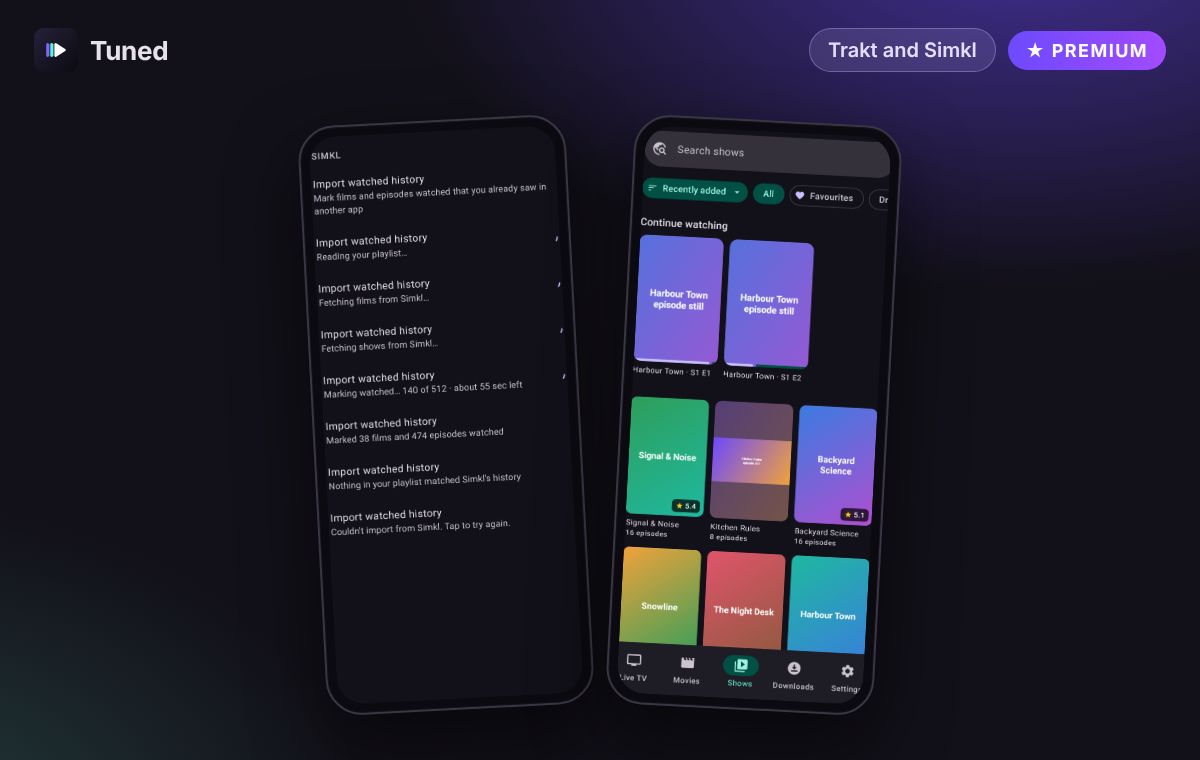 Tuned
Trakt and Simkl
★ PREMIUM
SIMKL
Import watched history
Mark films and episodes watched that you already saw in
another app
Import watched history
Reading your playlist…
Import watched history
Fetching films from Simkl…
Import watched history
Fetching shows from Simkl…
Import watched history
Marking watched… 140 of 512 · about 55 sec left
Import watched history
Marked 38 films and 474 episodes watched
Import watched history
Nothing in your playlist matched Simkl's history
Import watched history
Couldn't import from Simkl. Tap to try again.
Search shows
Recently added
All
Favourites
Dr
Continue watching
Harbour Town
episode still
Harbour Town
episode still
Harbour Town · S1 E1
Harbour Town · S1 E2
Signal & Noise
★ 5.4
Backyard
Science
★ 5.1
Signal & Noise
16 episodes
Kitchen Rules
8 episodes
Backyard Science
16 episodes
Snowline
The Night Desk
Harbour Town
Live TV
Movies
Shows
Downloads
Settings